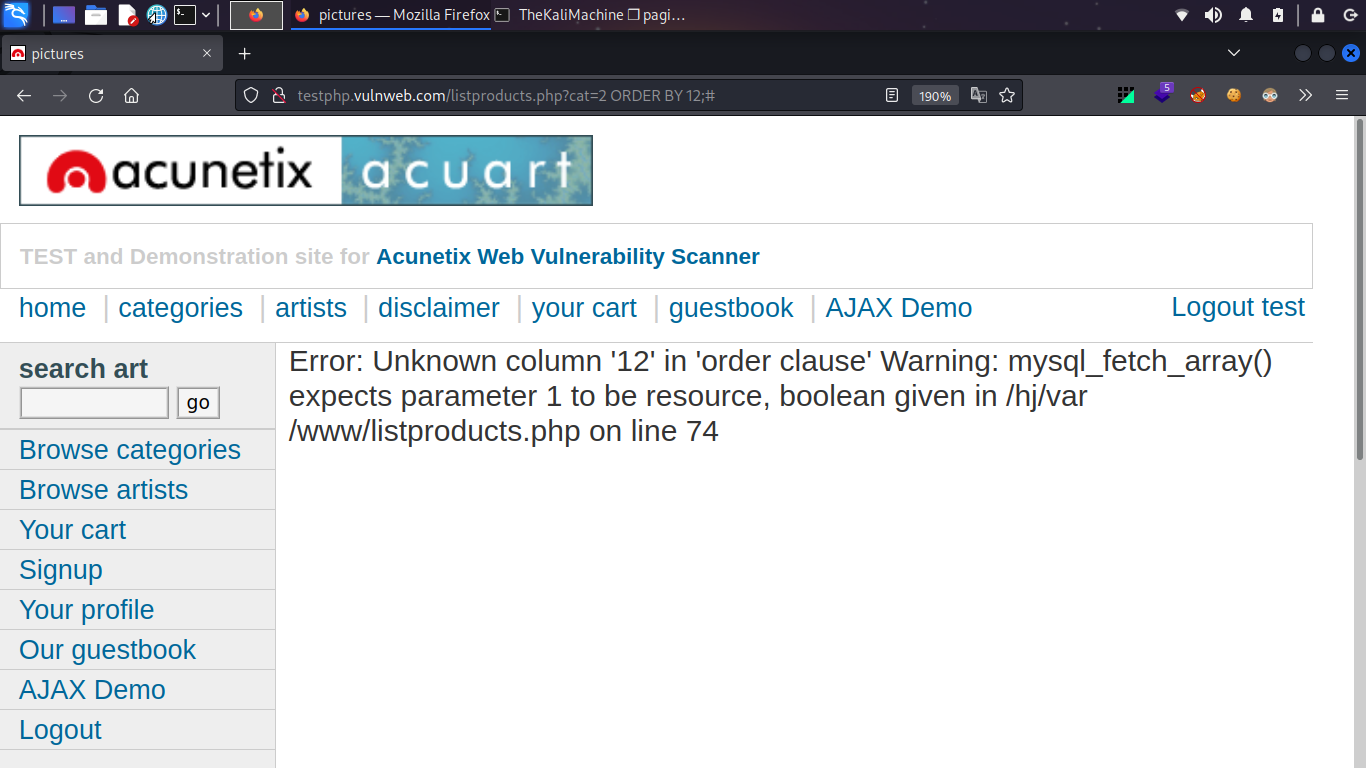 pictures — Mozilla Firefox
TheKaliMachine ❐ pagi…
pictures
testphp.vulnweb.com/listproducts.php?cat=2 ORDER BY 12;#
190%
5
acunetix
acuart
TEST and Demonstration site for Acunetix Web Vulnerability Scanner
home | categories | artists | disclaimer | your cart | guestbook | AJAX Demo
Logout test
search art
go
Browse categories
Browse artists
Your cart
Signup
Your profile
Our guestbook
AJAX Demo
Logout
Error: Unknown column '12' in 'order clause' Warning: mysql_fetch_array()
expects parameter 1 to be resource, boolean given in /hj/var
/www/listproducts.php on line 74